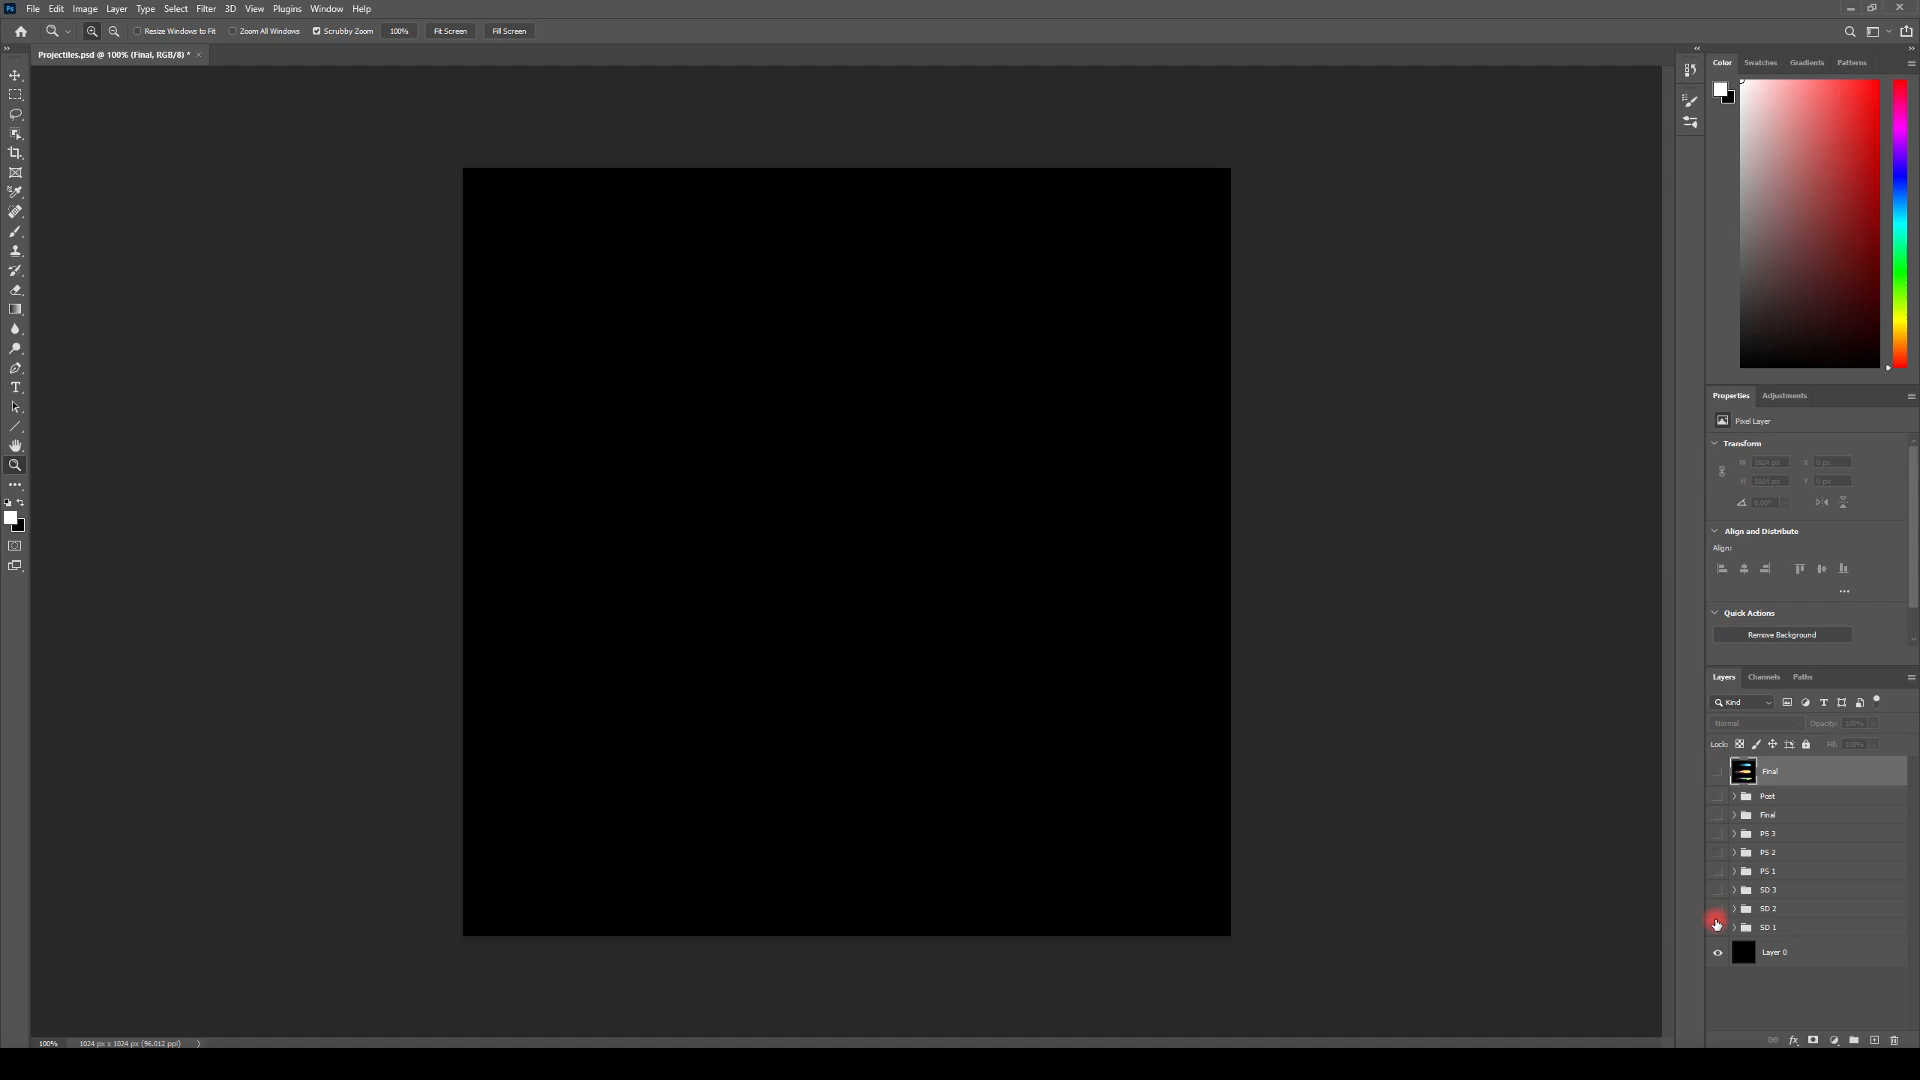 Ps File Edit Image Layer Type Select Filter 3D View Plugins Window Help
Resize Windows to Fit Zoom All Windows Scrubby Zoom 100% Fit Screen Fill Screen
Projectiles.psd @ 100% (Final, RGB/8) *
Color Swatches Gradients Patterns
Properties Adjustments
Pixel Layer
Transform
W 1024 px X 0 px
H 1024 px Y 0 px
0.00°
Align and Distribute
Align:
Quick Actions
Remove Background
Layers Channels Paths
Kind
Normal Opacity: 100%
Lock: Fill: 100%
Final
Post
Final
PS 3
PS 2
PS 1
SD 3
SD 2
SD 1
Layer 0
100% 1024 px x 1024 px (96.012 ppi)